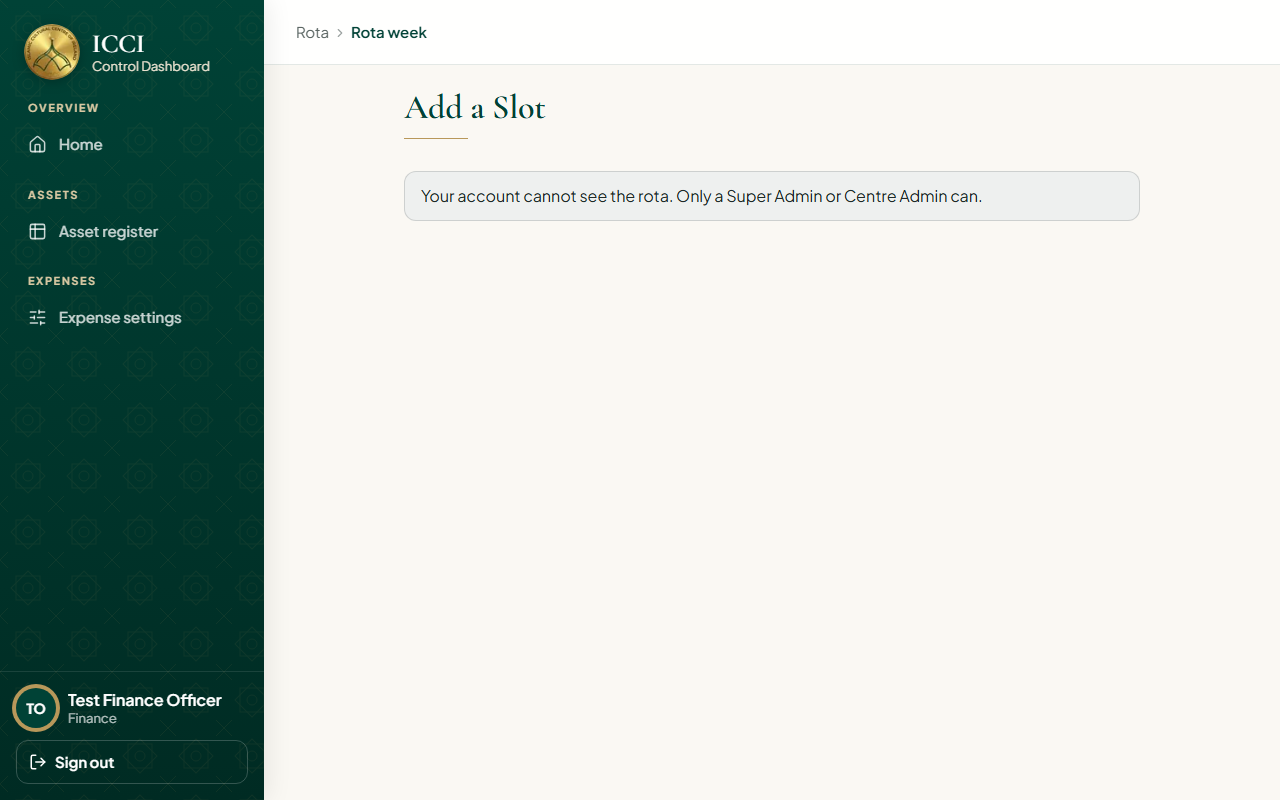 ICCI
Control Dashboard
OVERVIEW
Home
ASSETS
Asset register
EXPENSES
Expense settings
Test Finance Officer
TO
Finance
Sign out
Rota > Rota week
Add a Slot
Your account cannot see the rota. Only a Super Admin or Centre Admin can.